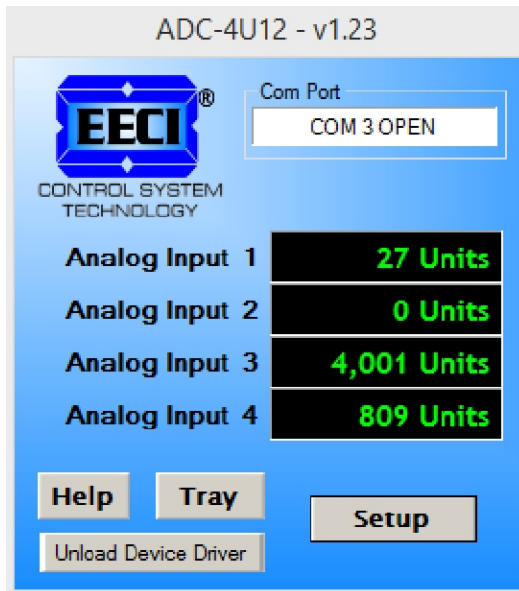 ADC-4U12 - v1.23
EECI®
CONTROL SYSTEM
TECHNOLOGY
Com Port
COM 3 OPEN
Analog Input 1 27 Units
Analog Input 2 0 Units
Analog Input 3 4,001 Units
Analog Input 4 809 Units
Help Tray
Setup
Unload Device Driver